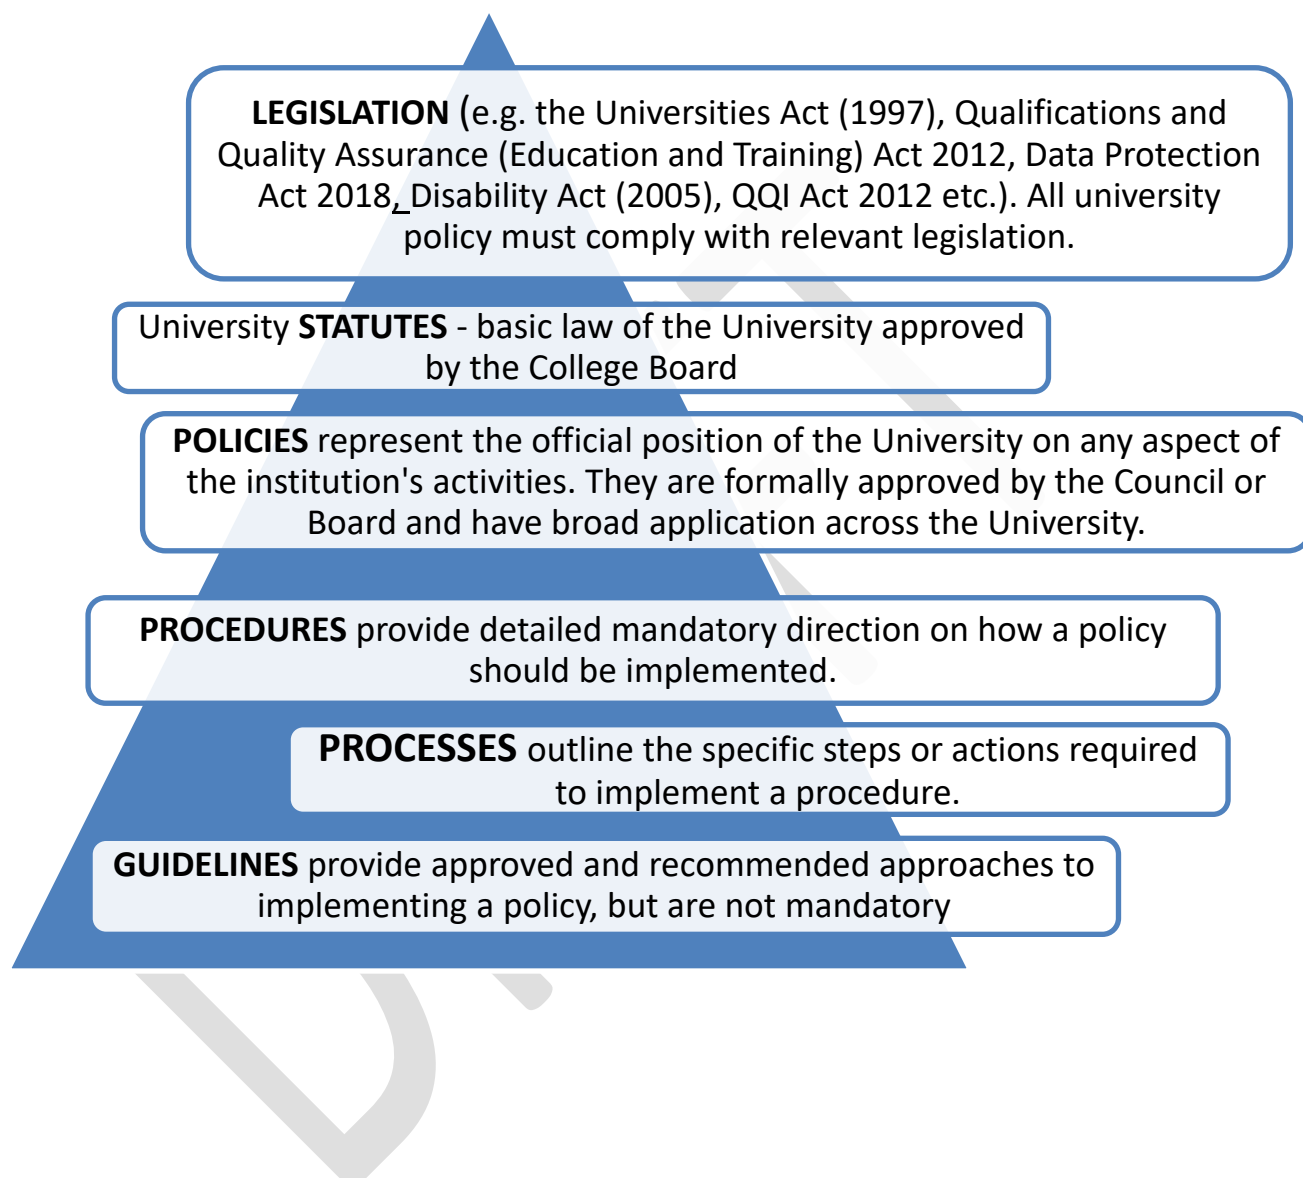 LEGISLATION (e.g. the Universities Act (1997), Qualifications and
Quality Assurance (Education and Training) Act 2012, Data Protection
Act 2018, Disability Act (2005), QQI Act 2012 etc.). All university
policy must comply with relevant legislation.
University STATUTES - basic law of the University approved
by the College Board
POLICIES represent the official position of the University on any aspect of
the institution's activities. They are formally approved by the Council or
Board and have broad application across the University.
PROCEDURES provide detailed mandatory direction on how a policy
should be implemented.
PROCESSES outline the specific steps or actions required
to implement a procedure.
GUIDELINES provide approved and recommended approaches to
implementing a policy, but are not mandatory